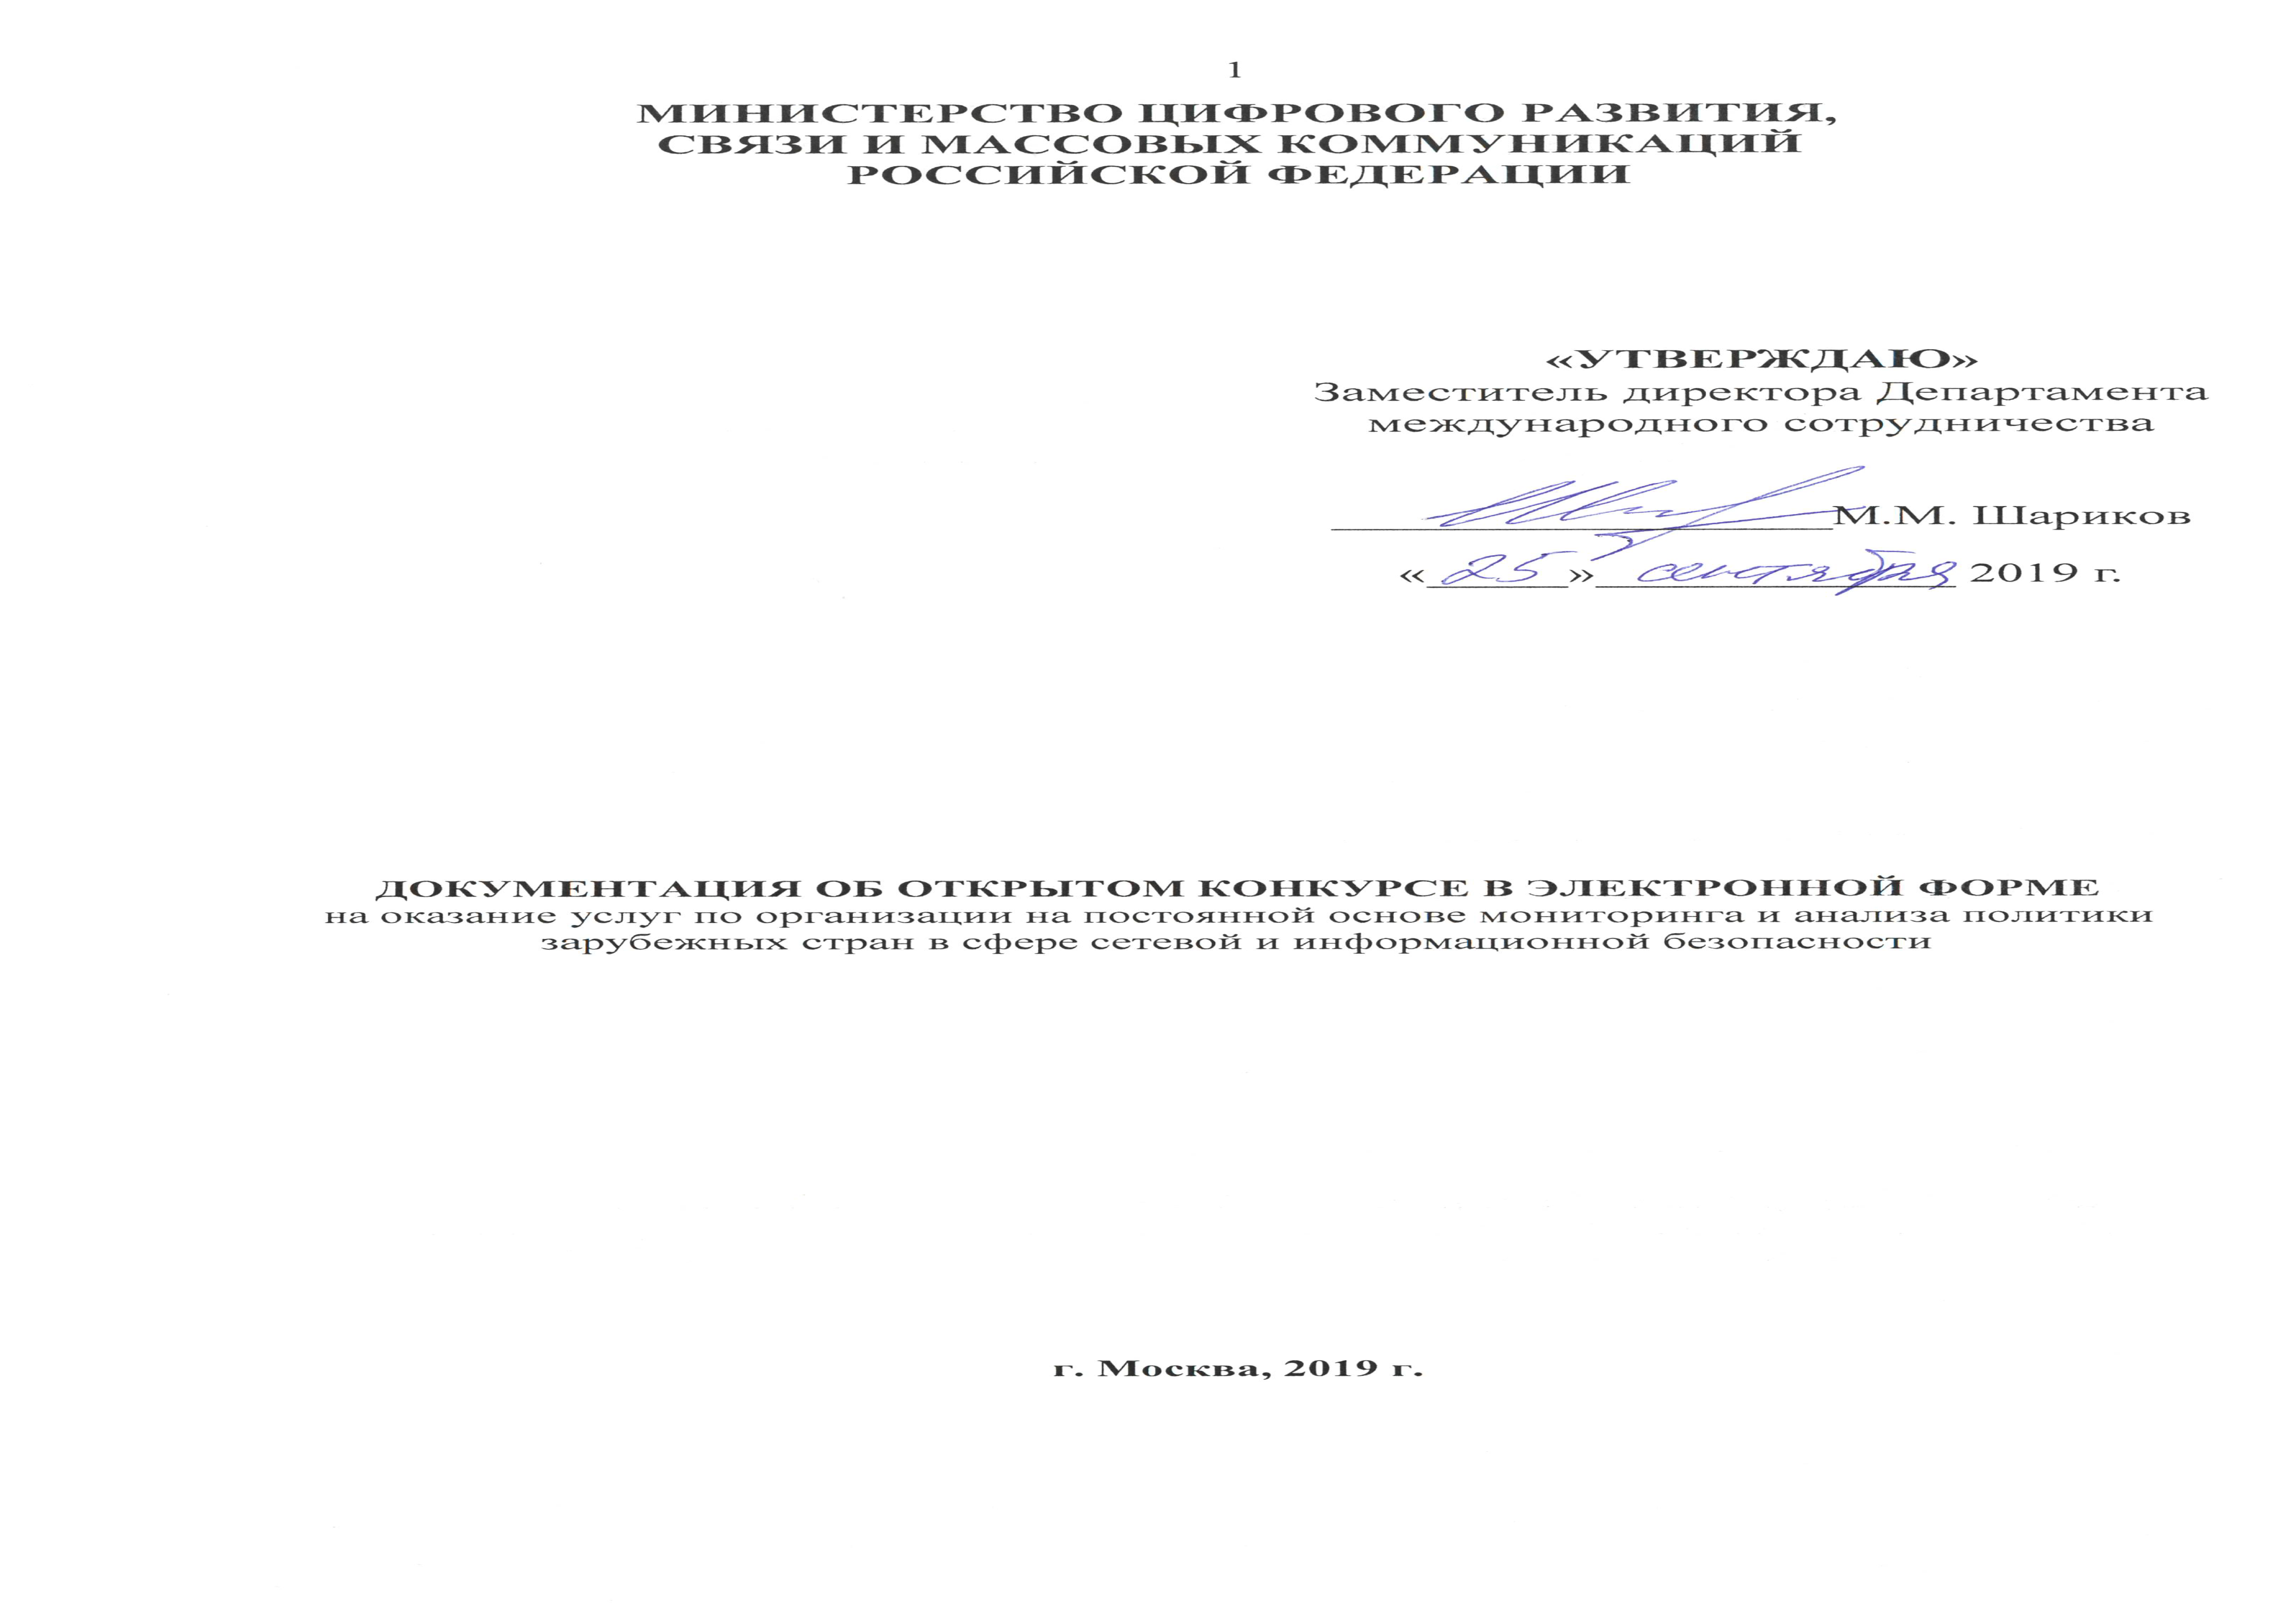 1
МИНИСТЕРСТВО ЦИФРОВОГО РАЗВИТИЯ,
СВЯЗИ И МАССОВЫХ КОММУНИКАЦИЙ
РОССИЙСКОЙ ФЕДЕРАЦИИ
«УТВЕРЖДАЮ»
Заместитель директора Департамента
международного сотрудничества
М.М. Шариков
«25» сентября 2019 г.
ДОКУМЕНТАЦИЯ ОБ ОТКРЫТОМ КОНКУРСЕ В ЭЛЕКТРОННОЙ ФОРМЕ
на оказание услуг по организации на постоянной основе мониторинга и анализа политики
зарубежных стран в сфере сетевой и информационной безопасности
г. Москва, 2019 г.